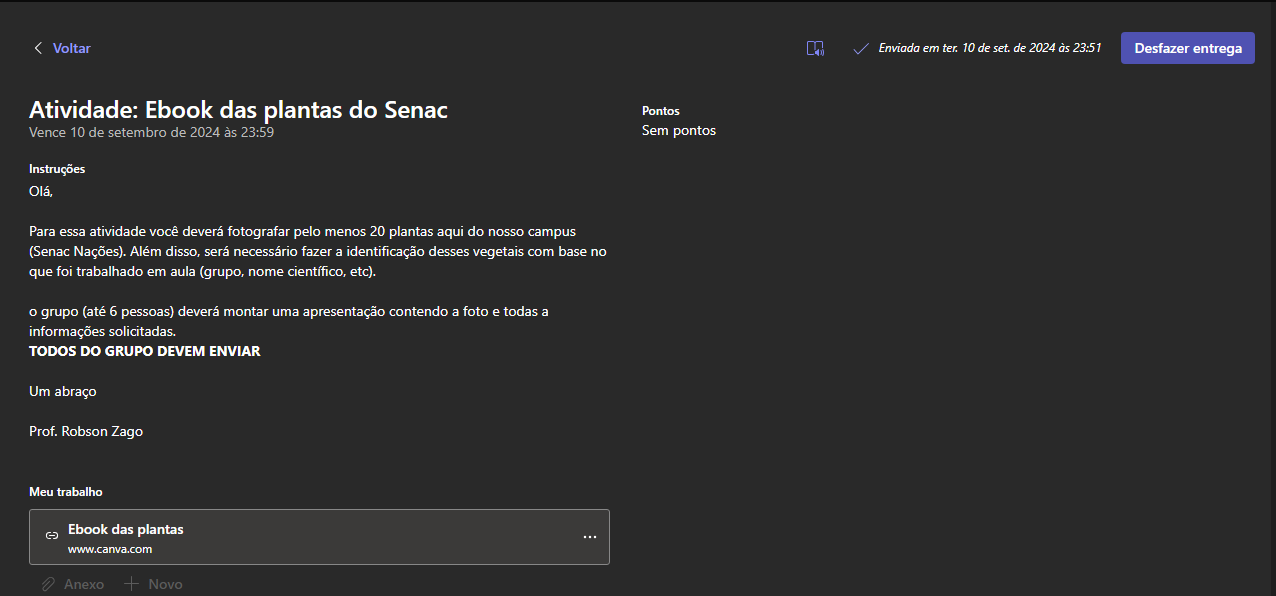 Voltar
Enviada em ter. 10 de set. de 2024 às 23:51
Desfazer entrega
Atividade: Ebook das plantas do Senac
Vence 10 de setembro de 2024 às 23:59
Pontos
Sem pontos
Instruções
Olá,
Para essa atividade você deverá fotografar pelo menos 20 plantas aqui do nosso campus
(Senac Nações). Além disso, será necessário fazer a identificação desses vegetais com base no
que foi trabalhado em aula (grupo, nome científico, etc).
o grupo (até 6 pessoas) deverá montar uma apresentação contendo a foto e todas a
informações solicitadas.
TODOS DO GRUPO DEVEM ENVIAR
Um abraço
Prof. Robson Zago
Meu trabalho
Ebook das plantas
www.canva.com
Anexo
Novo